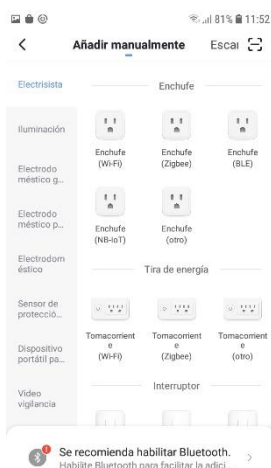 81% 11:52
Añadir manualmente Escar
Electrisista
Enchufe
Iluminación
Enchufe
(Wi-Fi)
Enchufe
(Zigbee)
Enchufe
(BLE)
Electrodo
méstico g...
Electrodo
méstico p...
Enchufe
(NB-IoT)
Enchufe
(otro)
Electrodom
éstico
Tira de energía
Sensor de
protecció...
Tomacorrient
e
(Wi-Fi)
Tomacorrient
e
(Zigbee)
Tomacorrient
e
(otro)
Dispositivo
portátil pa...
Interruptor
Video
vigilancia
Se recomienda habilitar Bluetooth.
Habilite Bluetooth para facilitar la adici...